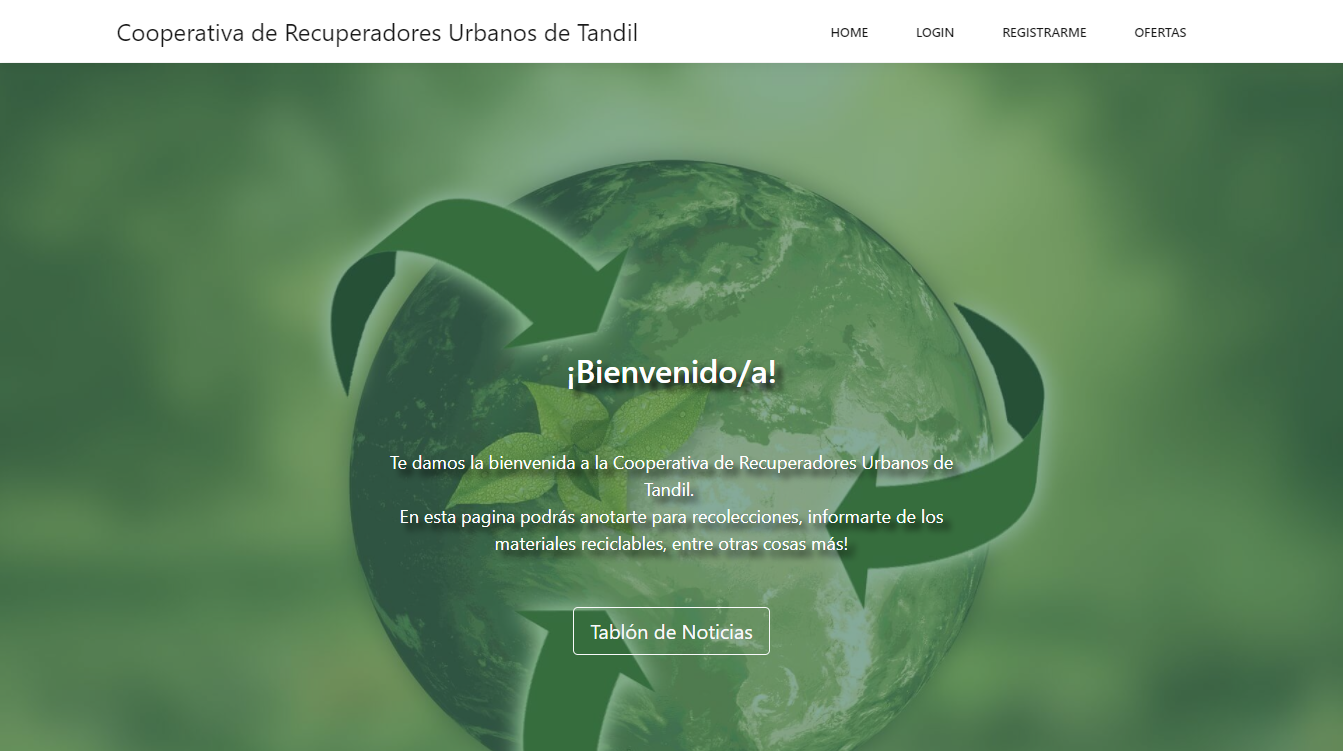 Cooperativa de Recuperadores Urbanos de Tandil
HOME
LOGIN
REGISTRARME
OFERTAS
¡Bienvenido/a!
Te damos la bienvenida a la Cooperativa de Recuperadores Urbanos de
Tandil.
En esta pagina podrás anotarte para recolecciones, informarte de los
materiales reciclables, entre otras cosas más!
Tablón de Noticias